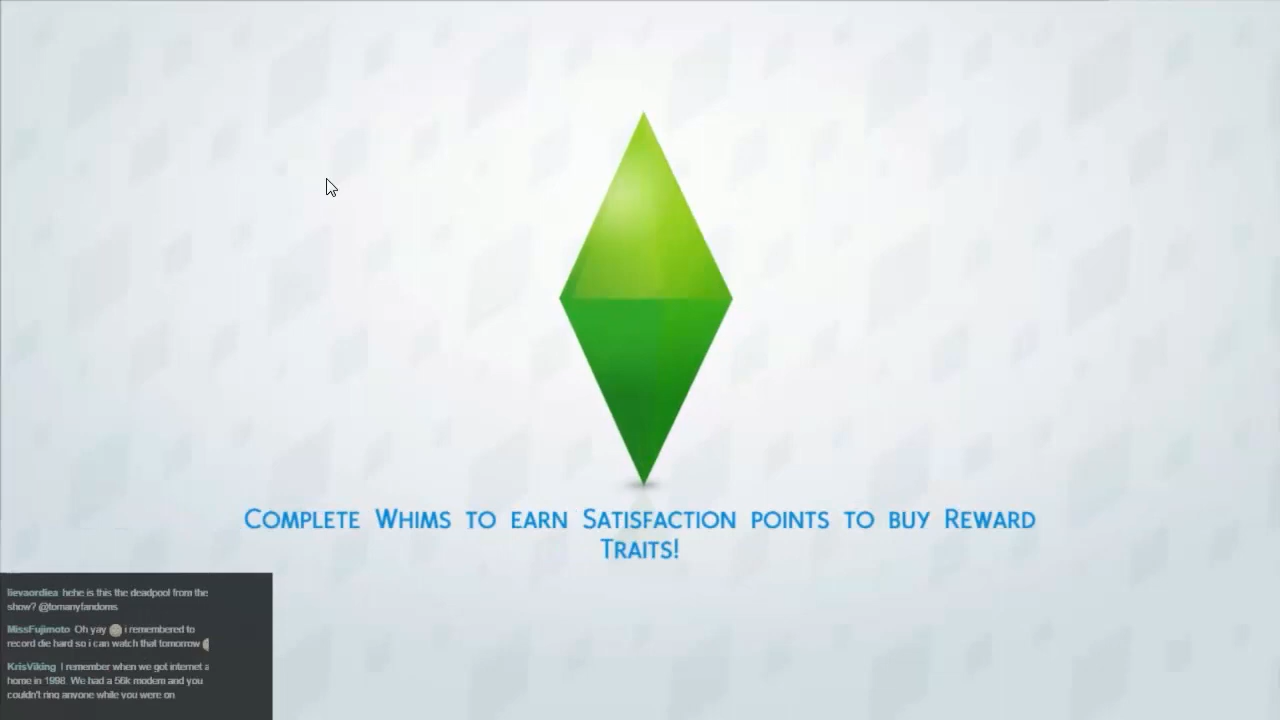 COMPLETE WHIMS TO EARN SATISFACTION POINTS TO BUY REWARD
TRAITS!
lievaordiea hehe is this the deadpool from the
show? @tomanyfandoms
MissFujimoto Oh yay i remembered to
record die hard so i can watch that tomorrow
KrisViking I remember when we got internet a
home in 1998. We had a 56k modem and you
couldn't ring anyone while you were on